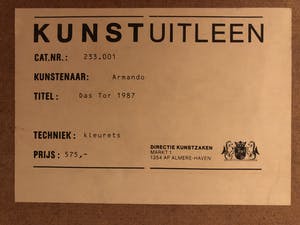 KUNSTUITLEEN
CAT.NR.: 233.001
KUNSTENAAR: Armando
TITEL: Das Tor 1987
TECHNIEK: kleurets
PRIJS: 575,-
DIRECTIE KUNSTZAKEN
MARKT 1
1354 AP ALMERE-HAVEN